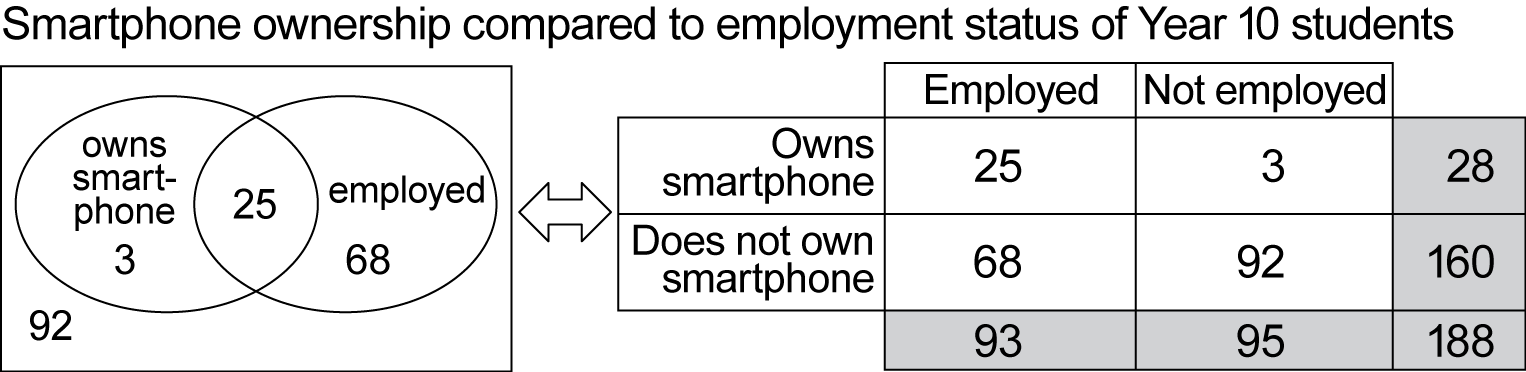 Smartphone ownership compared to employment status of Year 10 students
owns
smart-
phone
3
25
employed
68
92
Employed Not employed
Owns
smartphone
25 3 28
Does not own
smartphone
68 92 160
93 95 188